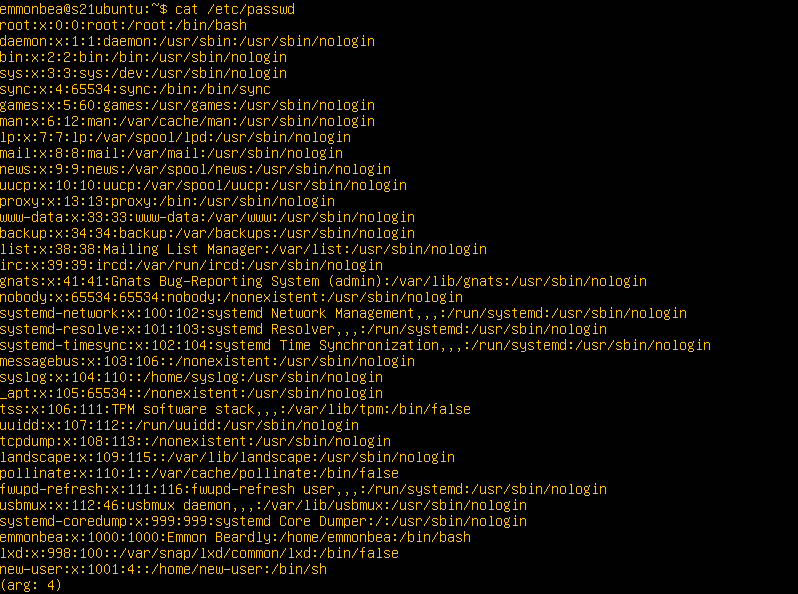 emmonbea@s21ubuntu:~$ cat /etc/passwd
root:x:0:0:root:/root:/bin/bash
daemon:x:1:1:daemon:/usr/sbin:/usr/sbin/nologin
bin:x:2:2:bin:/bin:/usr/sbin/nologin
sys:x:3:3:sys:/dev:/usr/sbin/nologin
sync:x:4:65534:sync:/bin:/bin/sync
games:x:5:60:games:/usr/games:/usr/sbin/nologin
man:x:6:12:man:/var/cache/man:/usr/sbin/nologin
lp:x:7:7:lp:/var/spool/lpd:/usr/sbin/nologin
mail:x:8:8:mail:/var/mail:/usr/sbin/nologin
news:x:9:9:news:/var/spool/news:/usr/sbin/nologin
uucp:x:10:10:uucp:/var/spool/uucp:/usr/sbin/nologin
proxy:x:13:13:proxy:/bin:/usr/sbin/nologin
www-data:x:33:33:www-data:/var/www:/usr/sbin/nologin
backup:x:34:34:backup:/var/backups:/usr/sbin/nologin
list:x:38:38:Mailing List Manager:/var/list:/usr/sbin/nologin
irc:x:39:39:ircd:/var/run/ircd:/usr/sbin/nologin
gnats:x:41:41:Gnats Bug-Reporting System (admin):/var/lib/gnats:/usr/sbin/nologin
nobody:x:65534:65534:nobody:/nonexistent:/usr/sbin/nologin
systemd-network:x:100:102:systemd Network Management,,,:/run/systemd:/usr/sbin/nologin
systemd-resolve:x:101:103:systemd Resolver,,,:/run/systemd:/usr/sbin/nologin
systemd-timesync:x:102:104:systemd Time Synchronization,,,:/run/systemd:/usr/sbin/nologin
messagebus:x:103:106::/nonexistent:/usr/sbin/nologin
syslog:x:104:110::/home/syslog:/usr/sbin/nologin
_apt:x:105:65534::/nonexistent:/usr/sbin/nologin
tss:x:106:111:TPM software stack,,,:/var/lib/tpm:/bin/false
uuidd:x:107:112::/run/uuidd:/usr/sbin/nologin
tcpdump:x:108:113::/nonexistent:/usr/sbin/nologin
landscape:x:109:115::/var/lib/landscape:/usr/sbin/nologin
pollinate:x:110:1::/var/cache/pollinate:/bin/false
fwupd-refresh:x:111:116:fwupd-refresh user,,,:/run/systemd:/usr/sbin/nologin
usbmux:x:112:46:usbmux daemon,,,:/var/lib/usbmux:/usr/sbin/nologin
systemd-coredump:x:999:999:systemd Core Dumper:/:/usr/sbin/nologin
emmonbea:x:1000:1000:Emmon Beardly:/home/emmonbea:/bin/bash
lxd:x:998:100::/var/snap/lxd/common/lxd:/bin/false
new-user:x:1001:4::/home/new-user:/bin/sh
(arg: 4)